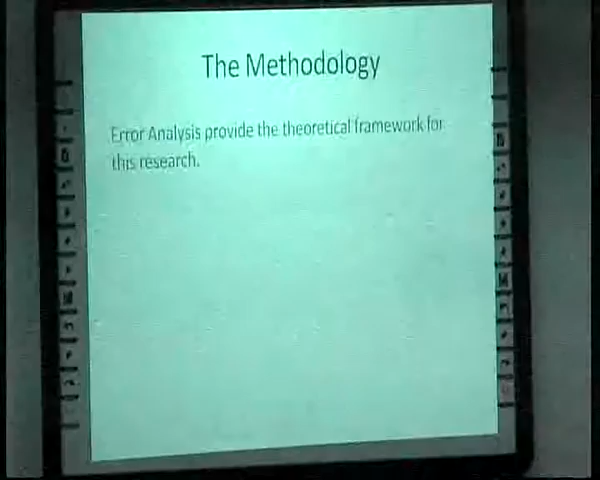 The Methodology
Error Analysis provide the theoretical framework for
this research.